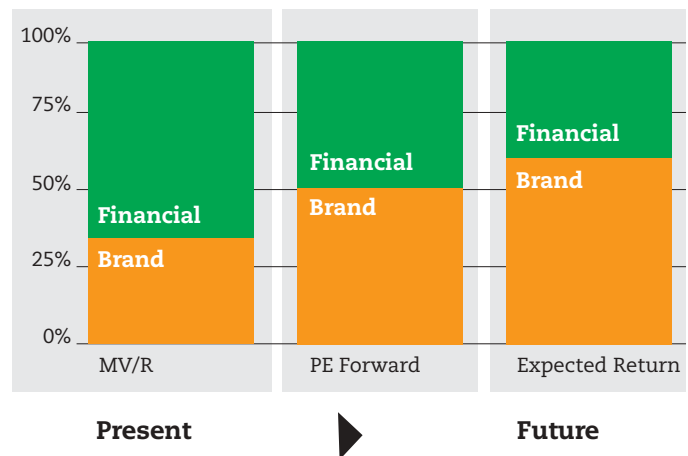 100%
75%
50%
25%
0%
Financial
Brand
Financial
Brand
Financial
Brand
MV/R
PE Forward
Expected Return
Present
Future